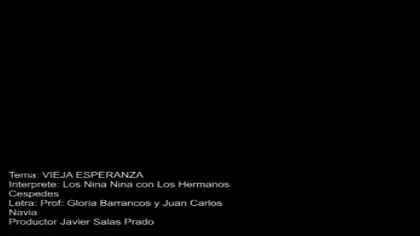 Tema: VIEJA ESPERANZA
Interprete: Los Nina Nina con Los Hermanos
Cespedes
Letra: Prof: Gloria Barrancos y Juan Carlos
Navia
Productor Javier Salas Prado